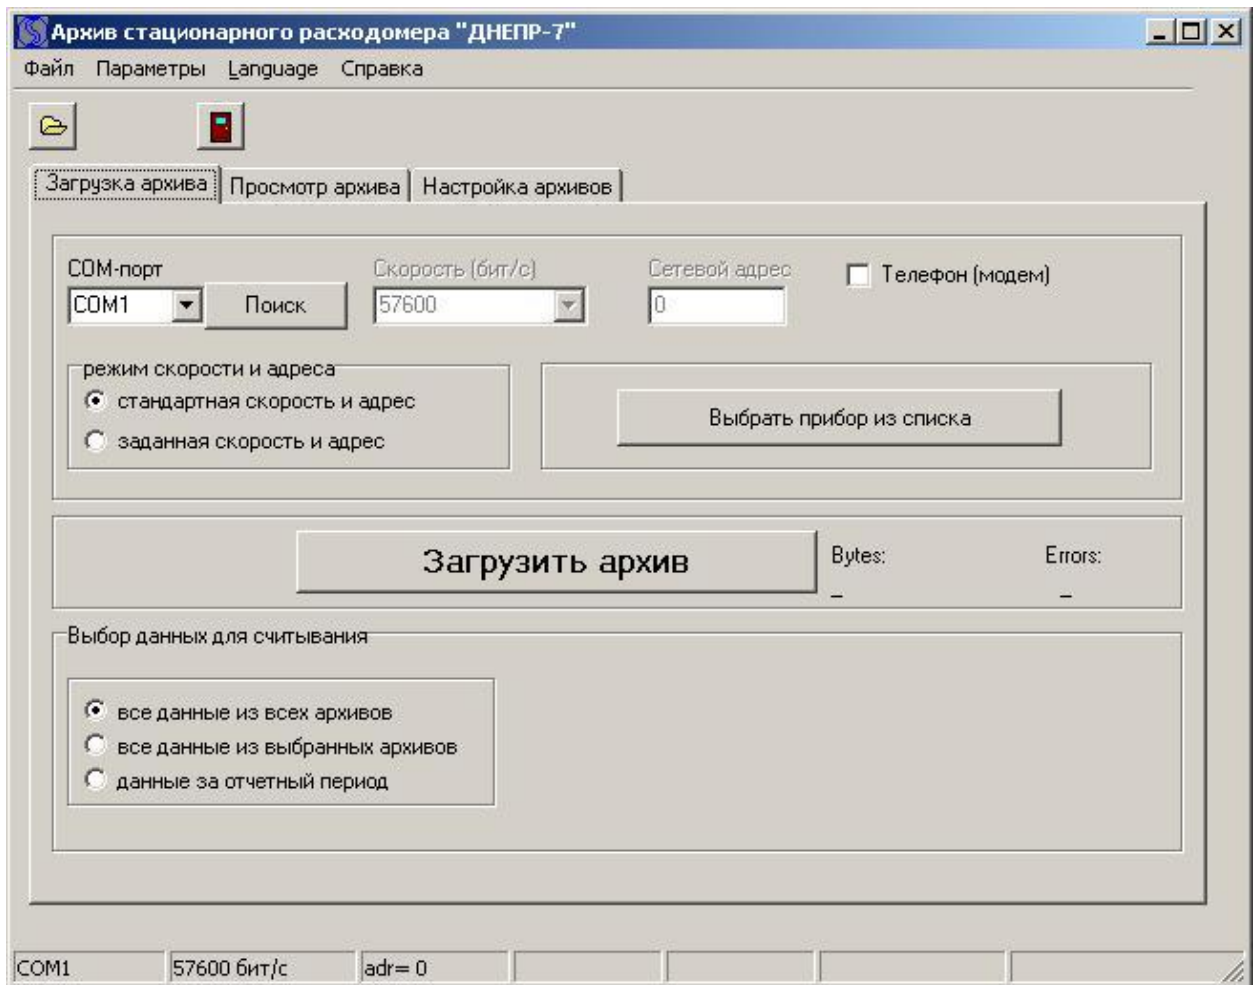 Архив стационарного расходомера "ДНЕПР-7"
Файл Параметры Language Справка
Загрузка архива Просмотр архива Настройка архивов
COM-порт Скорость (бит/с) Сетевой адрес Телефон (модем)
COM1 Поиск 57600 0
режим скорости и адреса
стандартная скорость и адрес
заданная скорость и адрес
Выбрать прибор из списка
Загрузить архив
Bytes: Errors:
– –
Выбор данных для считывания
все данные из всех архивов
все данные из выбранных архивов
данные за отчетный период
COM1 57600 бит/с adr= 0